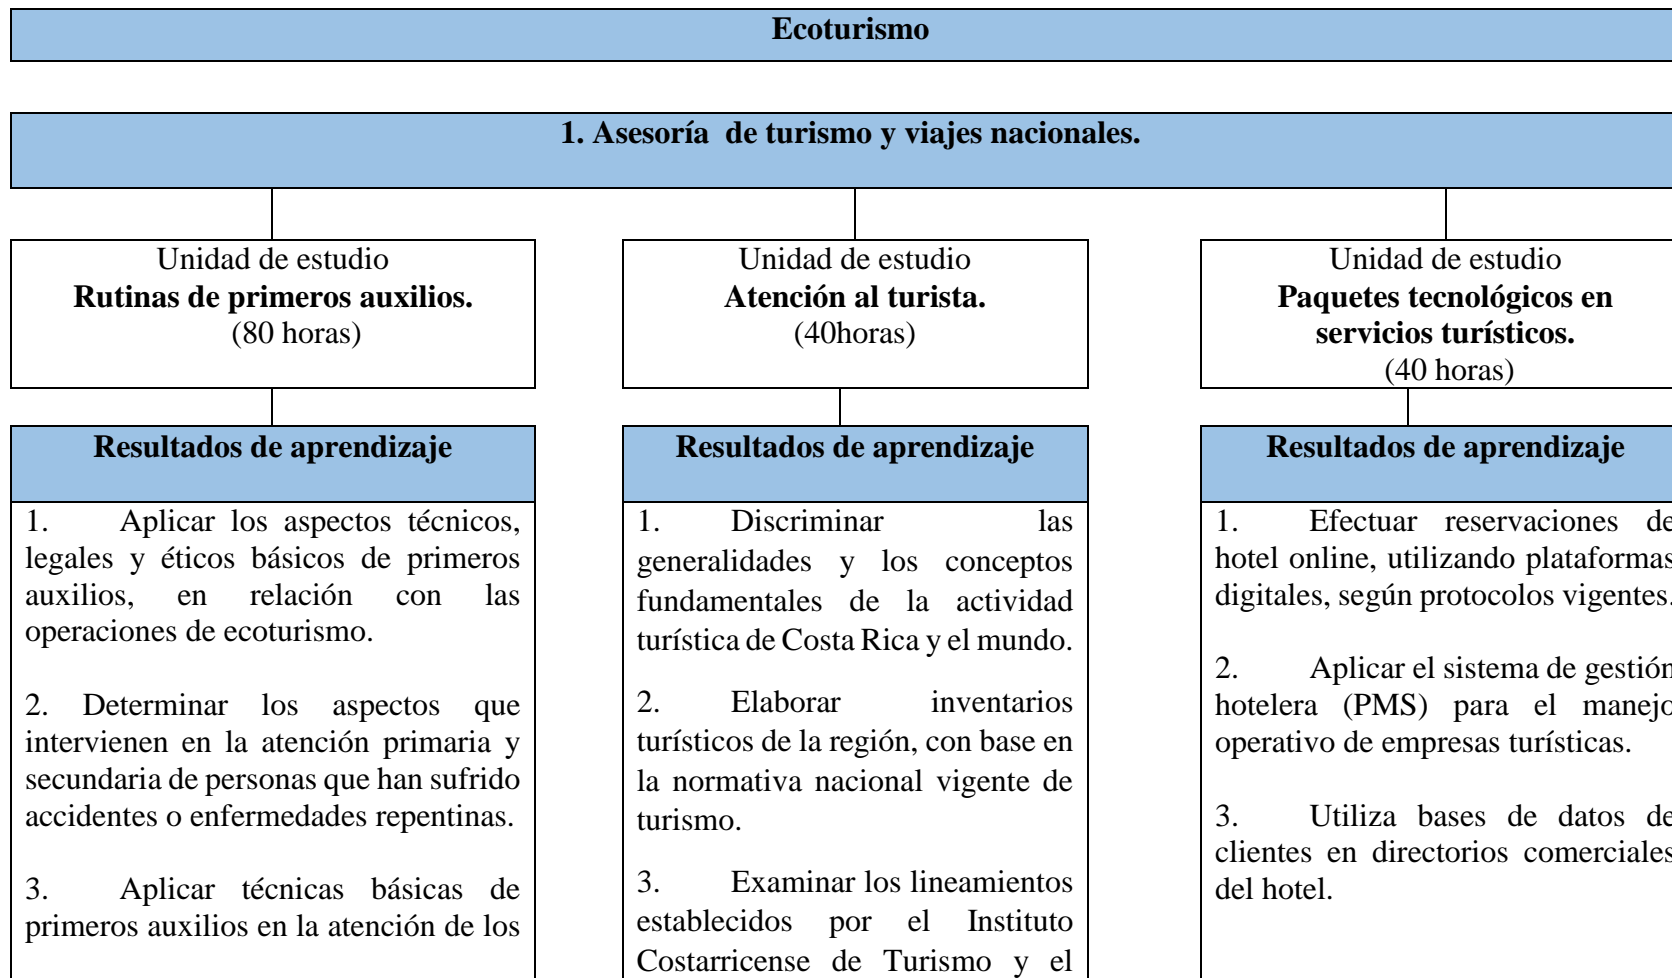 Ecoturismo
1. Asesoría de turismo y viajes nacionales.
Unidad de estudio
Rutinas de primeros auxilios.
(80 horas)
Unidad de estudio
Atención al turista.
(40horas)
Unidad de estudio
Paquetes tecnológicos en
servicios turísticos.
(40 horas)
Resultados de aprendizaje
1. Aplicar los aspectos técnicos,
legales y éticos básicos de primeros
auxilios, en relación con las
operaciones de ecoturismo.
2. Determinar los aspectos que
intervienen en la atención primaria y
secundaria de personas que han sufrido
accidentes o enfermedades repentinas.
3. Aplicar técnicas básicas de
primeros auxilios en la atención de los
Resultados de aprendizaje
1. Discriminar las
generalidades y los conceptos
fundamentales de la actividad
turística de Costa Rica y el mundo.
2. Elaborar inventarios
turísticos de la región, con base en
la normativa nacional vigente de
turismo.
3. Examinar los lineamientos
establecidos por el Instituto
Costarricense de Turismo y el
Resultados de aprendizaje
1. Efectuar reservaciones de
hotel online, utilizando plataformas
digitales, según protocolos vigentes.
2. Aplicar el sistema de gestión
hotelera (PMS) para el manejo
operativo de empresas turísticas.
3. Utiliza bases de datos de
clientes en directorios comerciales
del hotel.